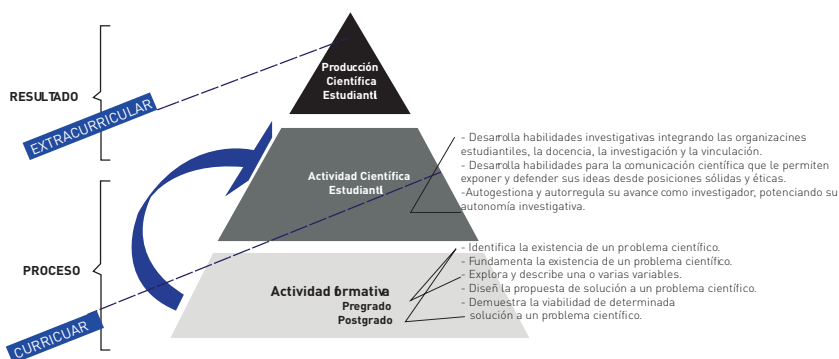 Producción
Científica
Estudiantil
RESULTADO
EXTRACURRICULAR
- Desarrolla habilidades investigativas integrando las organizacines
estudiantiles, la docencia, la investigación y la vinculación.
- Desarrolla habilidades para la comunicación científica que le permiten
exponer y defender sus ideas desde posiciones sólidas y éticas.
-Autogestiona y autorregula su avance como investigador, potenciando su
autonomía investigativa.
Actividad Científica
Estudiantil
- Identifica la existencia de un problema científico.
- Fundamenta la existencia de un problema científico.
- Explora y describe una o varias variables.
- Diseñ la propuesta de solución a un problema científico.
- Demuestra la viabilidad de determinada
solución a un problema científico.
PROCESO
Actividad formativa
Pregrado
Postgrado
CURRICUAR